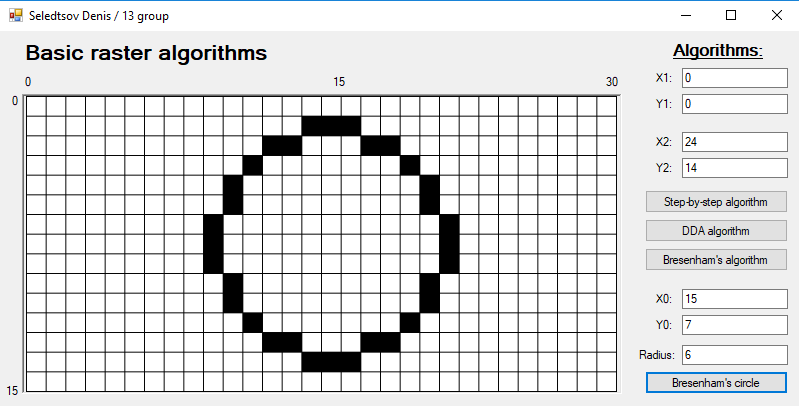 Seledtsov Denis / 13 group
Basic raster algorithms
0 15 30
0
15
Algorithms:
X1: 0
Y1: 0
X2: 24
Y2: 14
Step-by-step algorithm
DDA algorithm
Bresenham's algorithm
X0: 15
Y0: 7
Radius: 6
Bresenham's circle